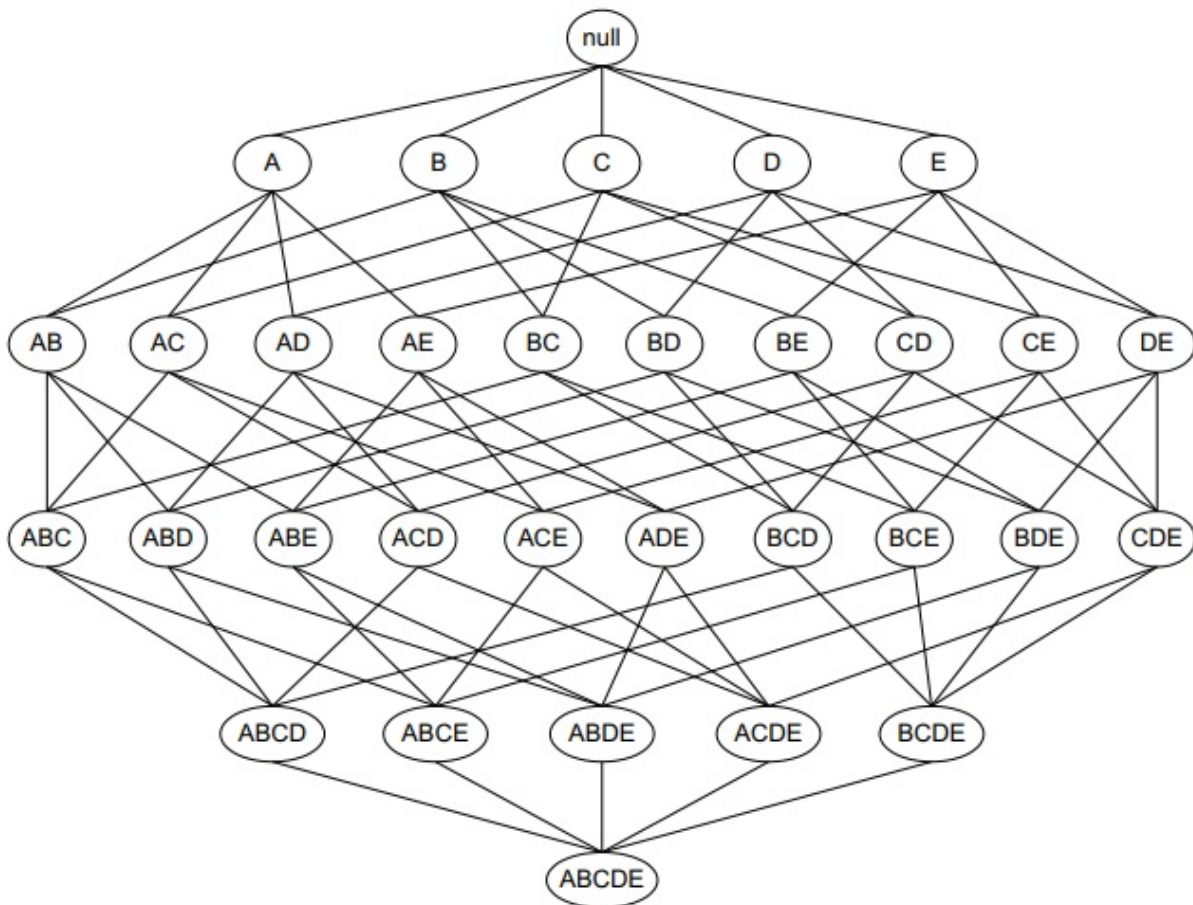 null
A B C D E
AB AC AD AE BC BD BE CD CE DE
ABC ABD ABE ACD ACE ADE BCD BCE BDE CDE
ABCD ABCE ABDE ACDE BCDE
ABCDE